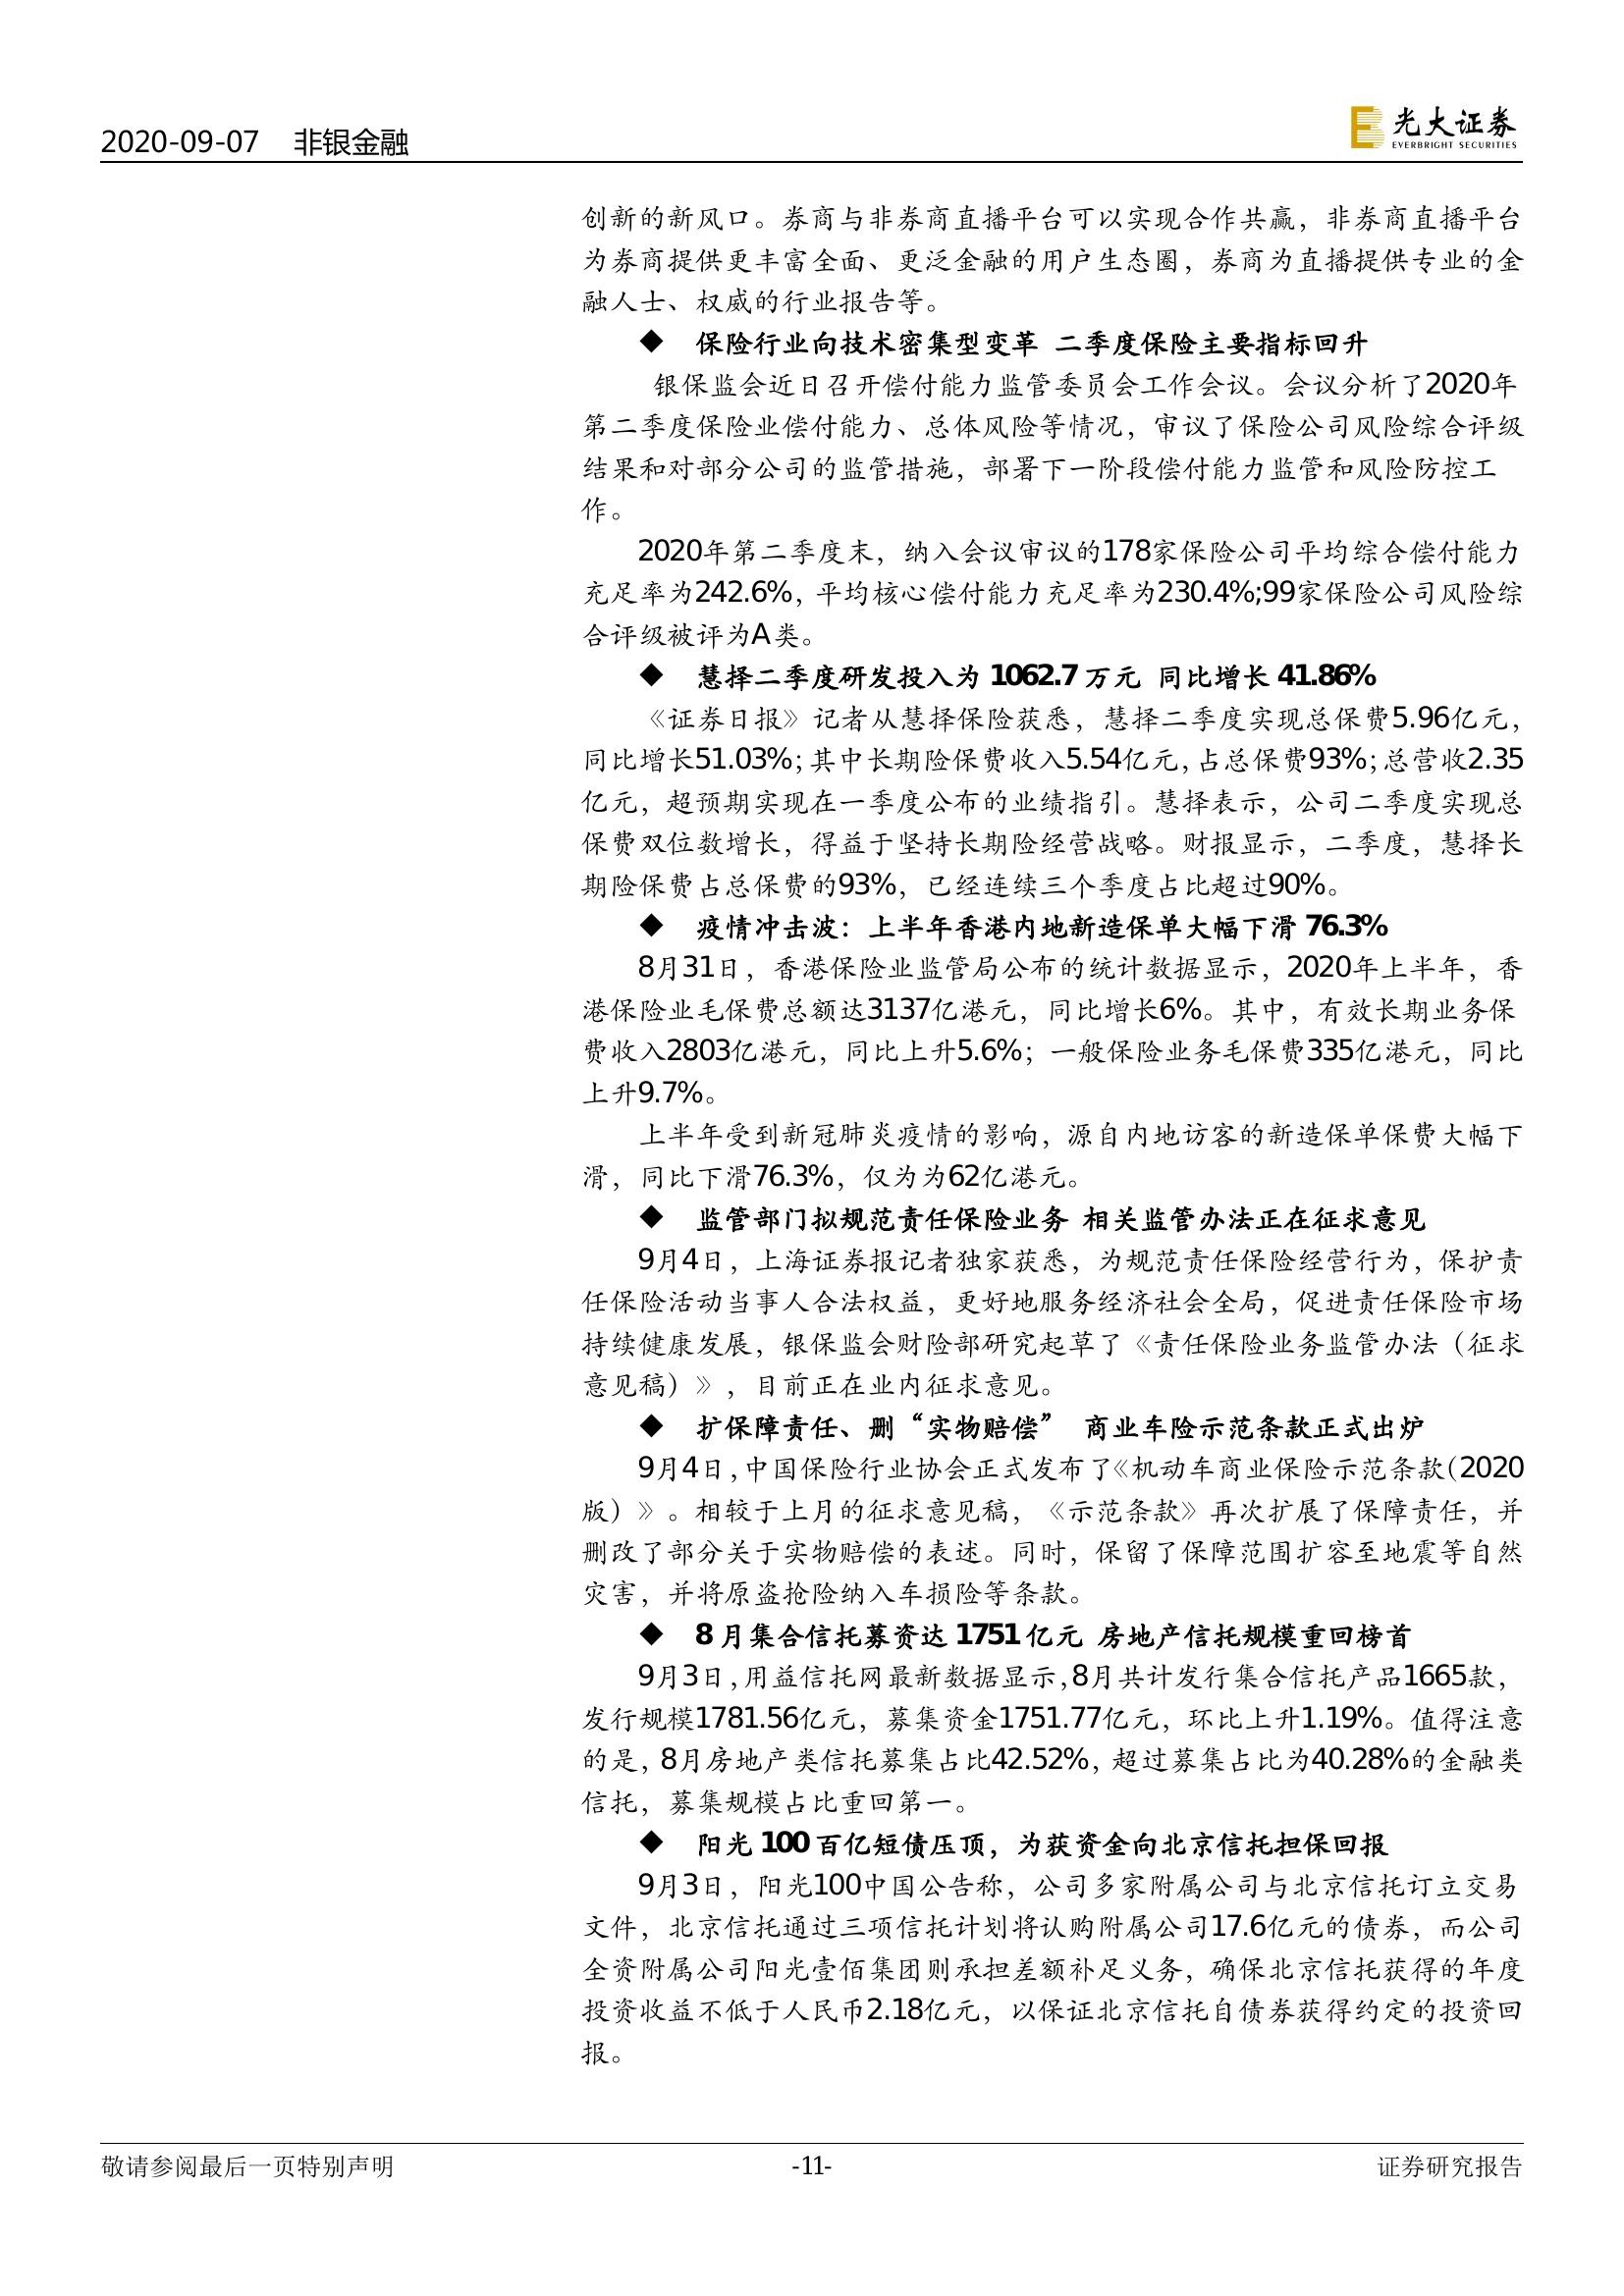 2020-09-07 非银金融
光大证券
EVERBRIGHT SECURITIES
创新的新风口。券商与非券商直播平台可以实现合作共赢，非券商直播平台
为券商提供更丰富全面、更泛金融的用户生态圈，券商为直播提供专业的金
融人士、权威的行业报告等。
◆ 保险行业向技术密集型变革 二季度保险主要指标回升
银保监会近日召开偿付能力监管委员会工作会议。会议分析了2020年
第二季度保险业偿付能力、总体风险等情况，审议了保险公司风险综合评级
结果和对部分公司的监管措施，部署下一阶段偿付能力监管和风险防控工
作。
2020年第二季度末，纳入会议审议的178家保险公司平均综合偿付能力
充足率为242.6%，平均核心偿付能力充足率为230.4%;99家保险公司风险综
合评级被评为A类。
◆ 慧择二季度研发投入为 1062.7 万元 同比增长 41.86%
《证券日报》记者从慧择保险获悉，慧择二季度实现总保费5.96亿元，
同比增长51.03%；其中长期险保费收入5.54亿元，占总保费93%；总营收2.35
亿元，超预期实现在一季度公布的业绩指引。慧择表示，公司二季度实现总
保费双位数增长，得益于坚持长期险经营战略。财报显示，二季度，慧择长
期险保费占总保费的93%，已经连续三个季度占比超过90%。
◆ 疫情冲击波：上半年香港内地新造保单大幅下滑 76.3%
8月31日，香港保险业监管局公布的统计数据显示，2020年上半年，香
港保险业毛保费总额达3137亿港元，同比增长6%。其中，有效长期业务保
费收入2803亿港元，同比上升5.6%；一般保险业务毛保费335亿港元，同比
上升9.7%。
上半年受到新冠肺炎疫情的影响，源自内地访客的新造保单保费大幅下
滑，同比下滑76.3%，仅为为62亿港元。
◆ 监管部门拟规范责任保险业务 相关监管办法正在征求意见
9月4日，上海证券报记者独家获悉，为规范责任保险经营行为，保护责
任保险活动当事人合法权益，更好地服务经济社会全局，促进责任保险市场
持续健康发展，银保监会财险部研究起草了《责任保险业务监管办法（征求
意见稿）》，目前正在业内征求意见。
◆ 扩保障责任、删“实物赔偿” 商业车险示范条款正式出炉
9月4日，中国保险行业协会正式发布了《机动车商业保险示范条款（2020
版）》。相较于上月的征求意见稿，《示范条款》再次扩展了保障责任，并
删改了部分关于实物赔偿的表述。同时，保留了保障范围扩容至地震等自然
灾害，并将原盗抢险纳入车损险等条款。
◆ 8 月集合信托募资达 1751 亿元 房地产信托规模重回榜首
9月3日，用益信托网最新数据显示，8月共计发行集合信托产品1665款，
发行规模1781.56亿元，募集资金1751.77亿元，环比上升1.19%。值得注意
的是，8月房地产类信托募集占比42.52%，超过募集占比为40.28%的金融类
信托，募集规模占比重回第一。
◆ 阳光 100 百亿短债压顶，为获资金向北京信托担保回报
9月3日，阳光100中国公告称，公司多家附属公司与北京信托订立交易
文件，北京信托通过三项信托计划将认购附属公司17.6亿元的债券，而公司
全资附属公司阳光壹佰集团则承担差额补足义务，确保北京信托获得的年度
投资收益不低于人民币2.18亿元，以保证北京信托自债券获得约定的投资回
报。
敬请参阅最后一页特别声明
-11-
证券研究报告